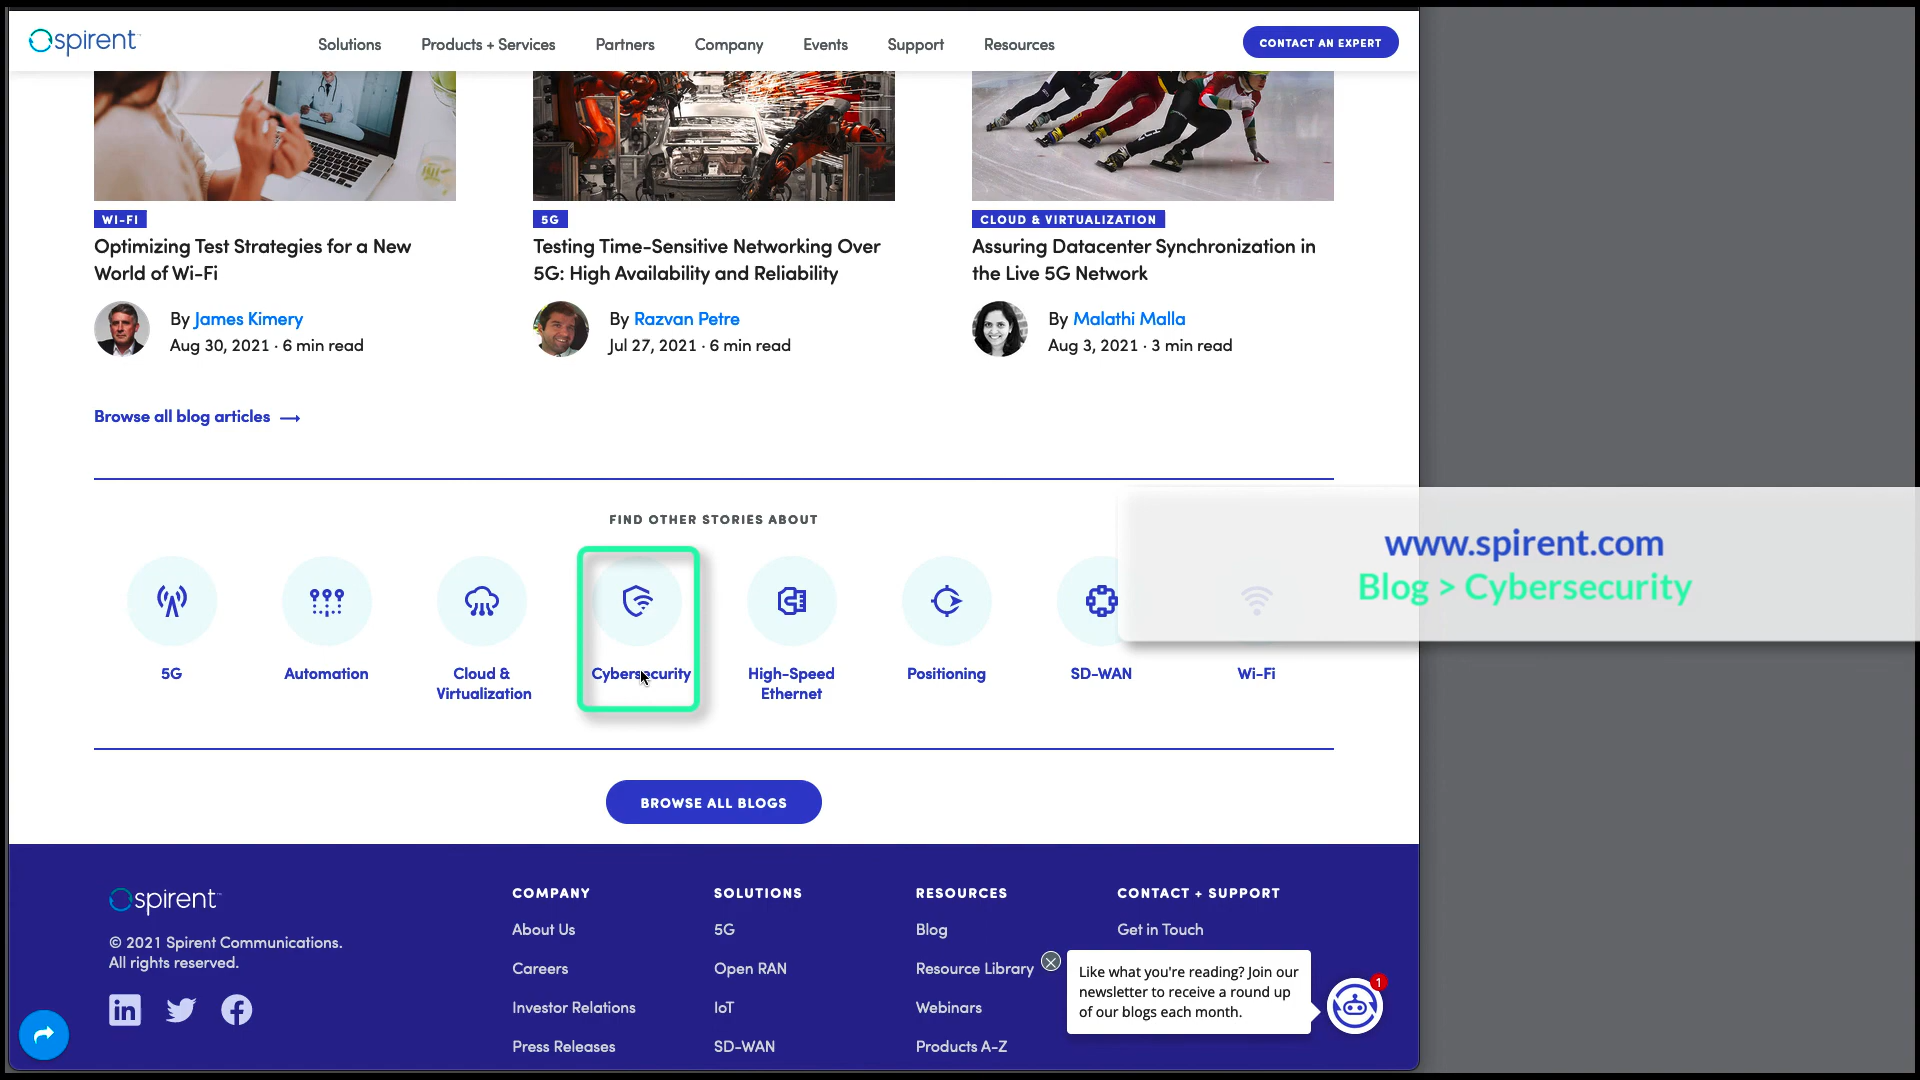 spirent
Solutions
Products + Services
Partners
Company
Events
Support
Resources
CONTACT AN EXPERT
WI-FI
Optimizing Test Strategies for a New
World of Wi-Fi
By James Kimery
Aug 30, 2021 · 6 min read
5G
Testing Time-Sensitive Networking Over
5G: High Availability and Reliability
By Razvan Petre
Jul 27, 2021 · 6 min read
CLOUD & VIRTUALIZATION
Assuring Datacenter Synchronization in
the Live 5G Network
By Malathi Malla
Aug 3, 2021 · 3 min read
Browse all blog articles
FIND OTHER STORIES ABOUT
5G
Automation
Cloud &
Virtualization
Cybersecurity
High-Speed
Ethernet
Positioning
SD-WAN
Wi-Fi
www.spirent.com
Blog > Cybersecurity
BROWSE ALL BLOGS
spirent
© 2021 Spirent Communications.
All rights reserved.
in
COMPANY
About Us
Careers
Investor Relations
Press Releases
SOLUTIONS
5G
Open RAN
IoT
SD-WAN
RESOURCES
Blog
Resource Library
Webinars
Products A-Z
CONTACT + SUPPORT
Get in Touch
Like what you're reading? Join our
newsletter to receive a round up
of our blogs each month.
1